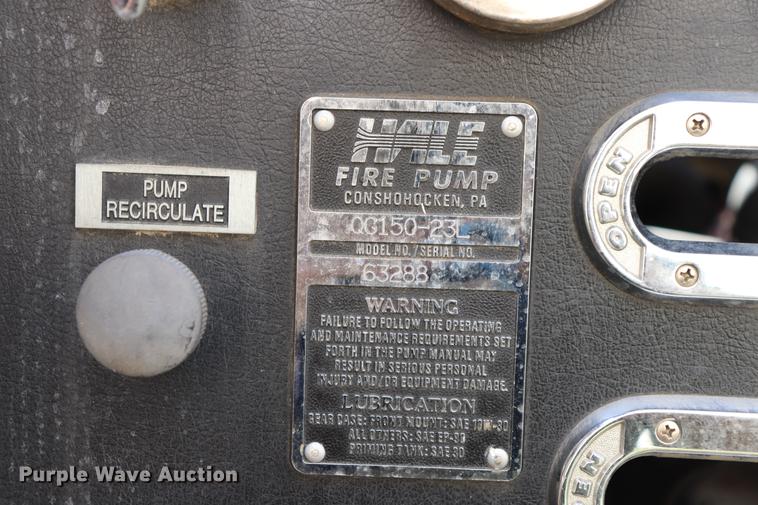 PUMP
RECIRCULATE
HALE
FIRE PUMP
CONSHOHOCKEN, PA
QG150-23L
MODEL NO./SERIAL NO.
63288
WARNING
FAILURE TO FOLLOW THE OPERATING
AND MAINTENANCE REQUIREMENTS SET
FORTH IN THE PUMP MANUAL MAY
RESULT IN SERIOUS PERSONAL
INJURY AND/OR EQUIPMENT DAMAGE.
LUBRICATION
GEAR CASE: FRONT MOUNT: SAE 10W-30
ALL OTHERS: SAE EP-90
PRIMING TANK: SAE 30
OPEN
OPEN
Purple Wave Auction